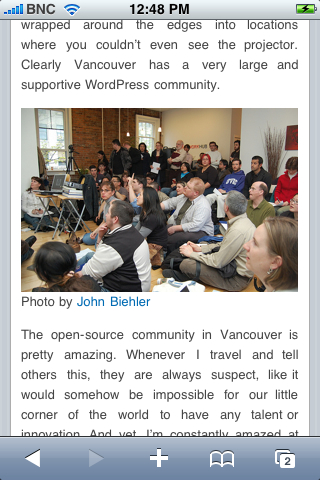 BNC 12:48 PM
wrapped around the edges into locations
where you couldn't even see the projector.
Clearly Vancouver has a very large and
supportive WordPress community.
Photo by John Biehler
The open-source community in Vancouver is
pretty amazing. Whenever I travel and tell
others this, they are always suspect, like it
would somehow be impossible for our little
corner of the world to have any talent or
innovation. And yet, I'm constantly amazed at
2